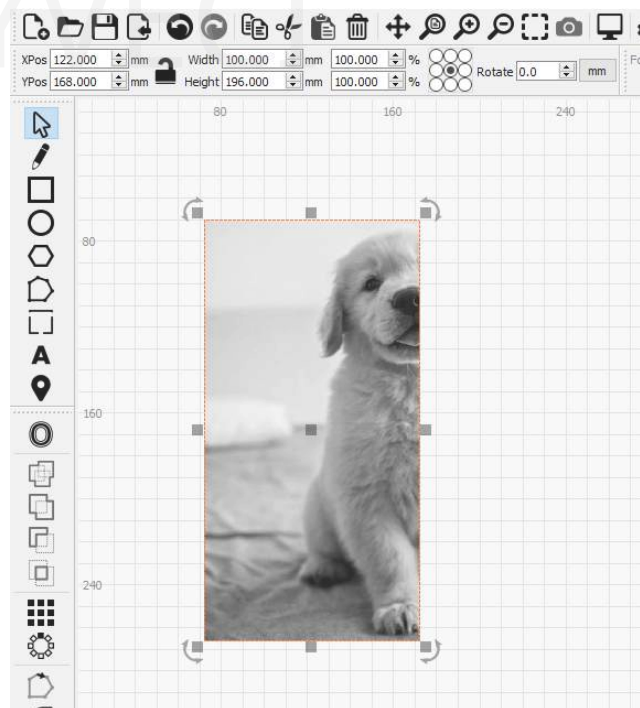 XPos 122.000 mm Width 100.000 mm 100.000 % Rotate 0.0 mm
YPos 168.000 mm Height 196.000 mm 100.000 %
80 160 240
80
160
240
A